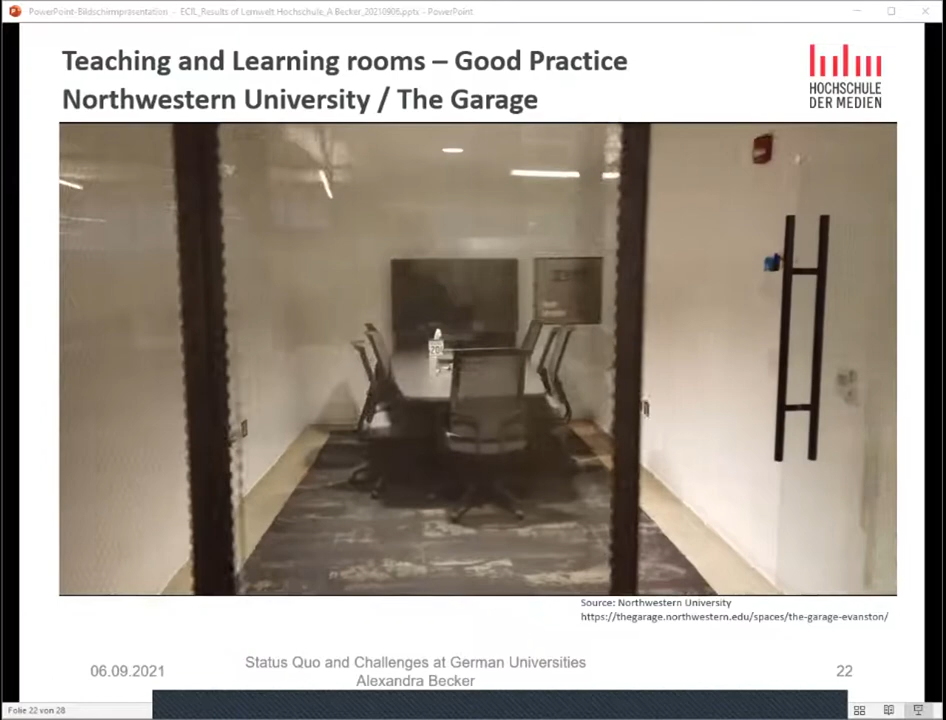 PowerPoint-Bildschirmpräsentation - ECIL_Results of Lernwelt Hochschule_A Becker_20210906.pptx - PowerPoint
Teaching and Learning rooms – Good Practice
Northwestern University / The Garage
HOCHSCHULE
DER MEDIEN
Source: Northwestern University
https://thegarage.northwestern.edu/spaces/the-garage-evanston/
06.09.2021
Status Quo and Challenges at German Universities
Alexandra Becker
22
Folie 22 von 28